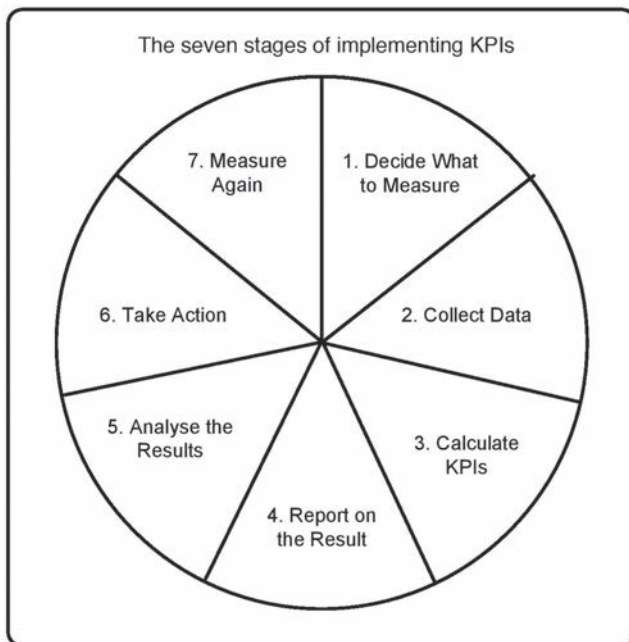 The seven stages of implementing KPIs
1. Decide What
to Measure
2. Collect Data
3. Calculate
KPIs
4. Report on
the Result
5. Analyse the
Results
6. Take Action
7. Measure
Again